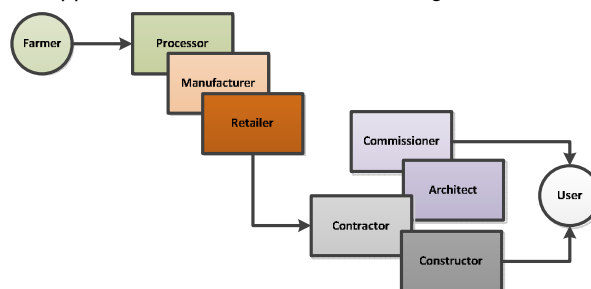 Farmer
Processor
Manufacturer
Retailer
Commissioner
Architect
User
Contractor
Constructor